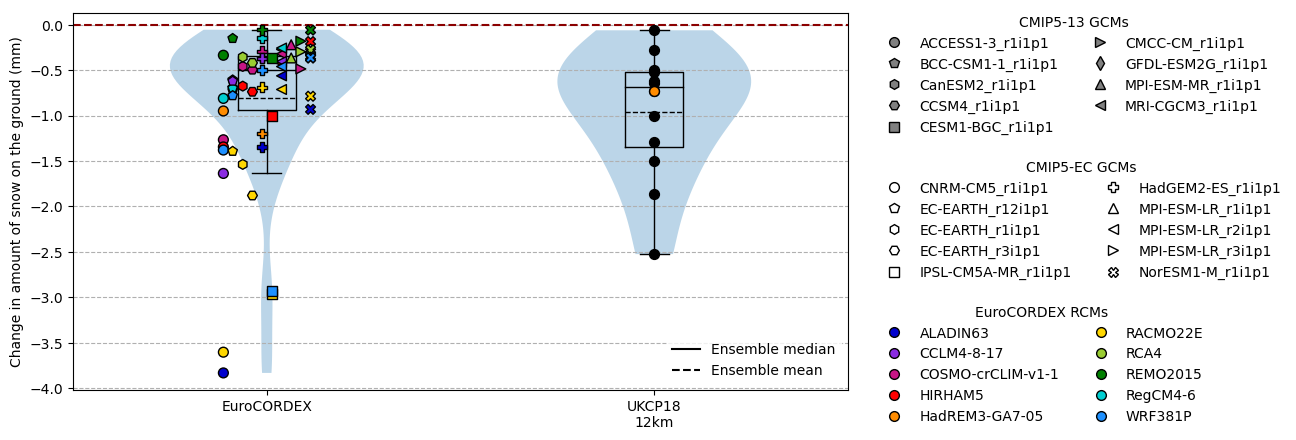 Change in amount of snow on the ground (mm)
0.0
−0.5
−1.0
−1.5
−2.0
−2.5
−3.0
−3.5
−4.0
EuroCORDEX
UKCP18
12km
Ensemble median
Ensemble mean
CMIP5-13 GCMs
ACCESS1-3_r1i1p1
BCC-CSM1-1_r1i1p1
CanESM2_r1i1p1
CCSM4_r1i1p1
CESM1-BGC_r1i1p1
CMCC-CM_r1i1p1
GFDL-ESM2G_r1i1p1
MPI-ESM-MR_r1i1p1
MRI-CGCM3_r1i1p1
CMIP5-EC GCMs
CNRM-CM5_r1i1p1
EC-EARTH_r12i1p1
EC-EARTH_r1i1p1
EC-EARTH_r3i1p1
IPSL-CM5A-MR_r1i1p1
HadGEM2-ES_r1i1p1
MPI-ESM-LR_r1i1p1
MPI-ESM-LR_r2i1p1
MPI-ESM-LR_r3i1p1
NorESM1-M_r1i1p1
EuroCORDEX RCMs
ALADIN63
CCLM4-8-17
COSMO-crCLIM-v1-1
HIRHAM5
HadREM3-GA7-05
RACMO22E
RCA4
REMO2015
RegCM4-6
WRF381P